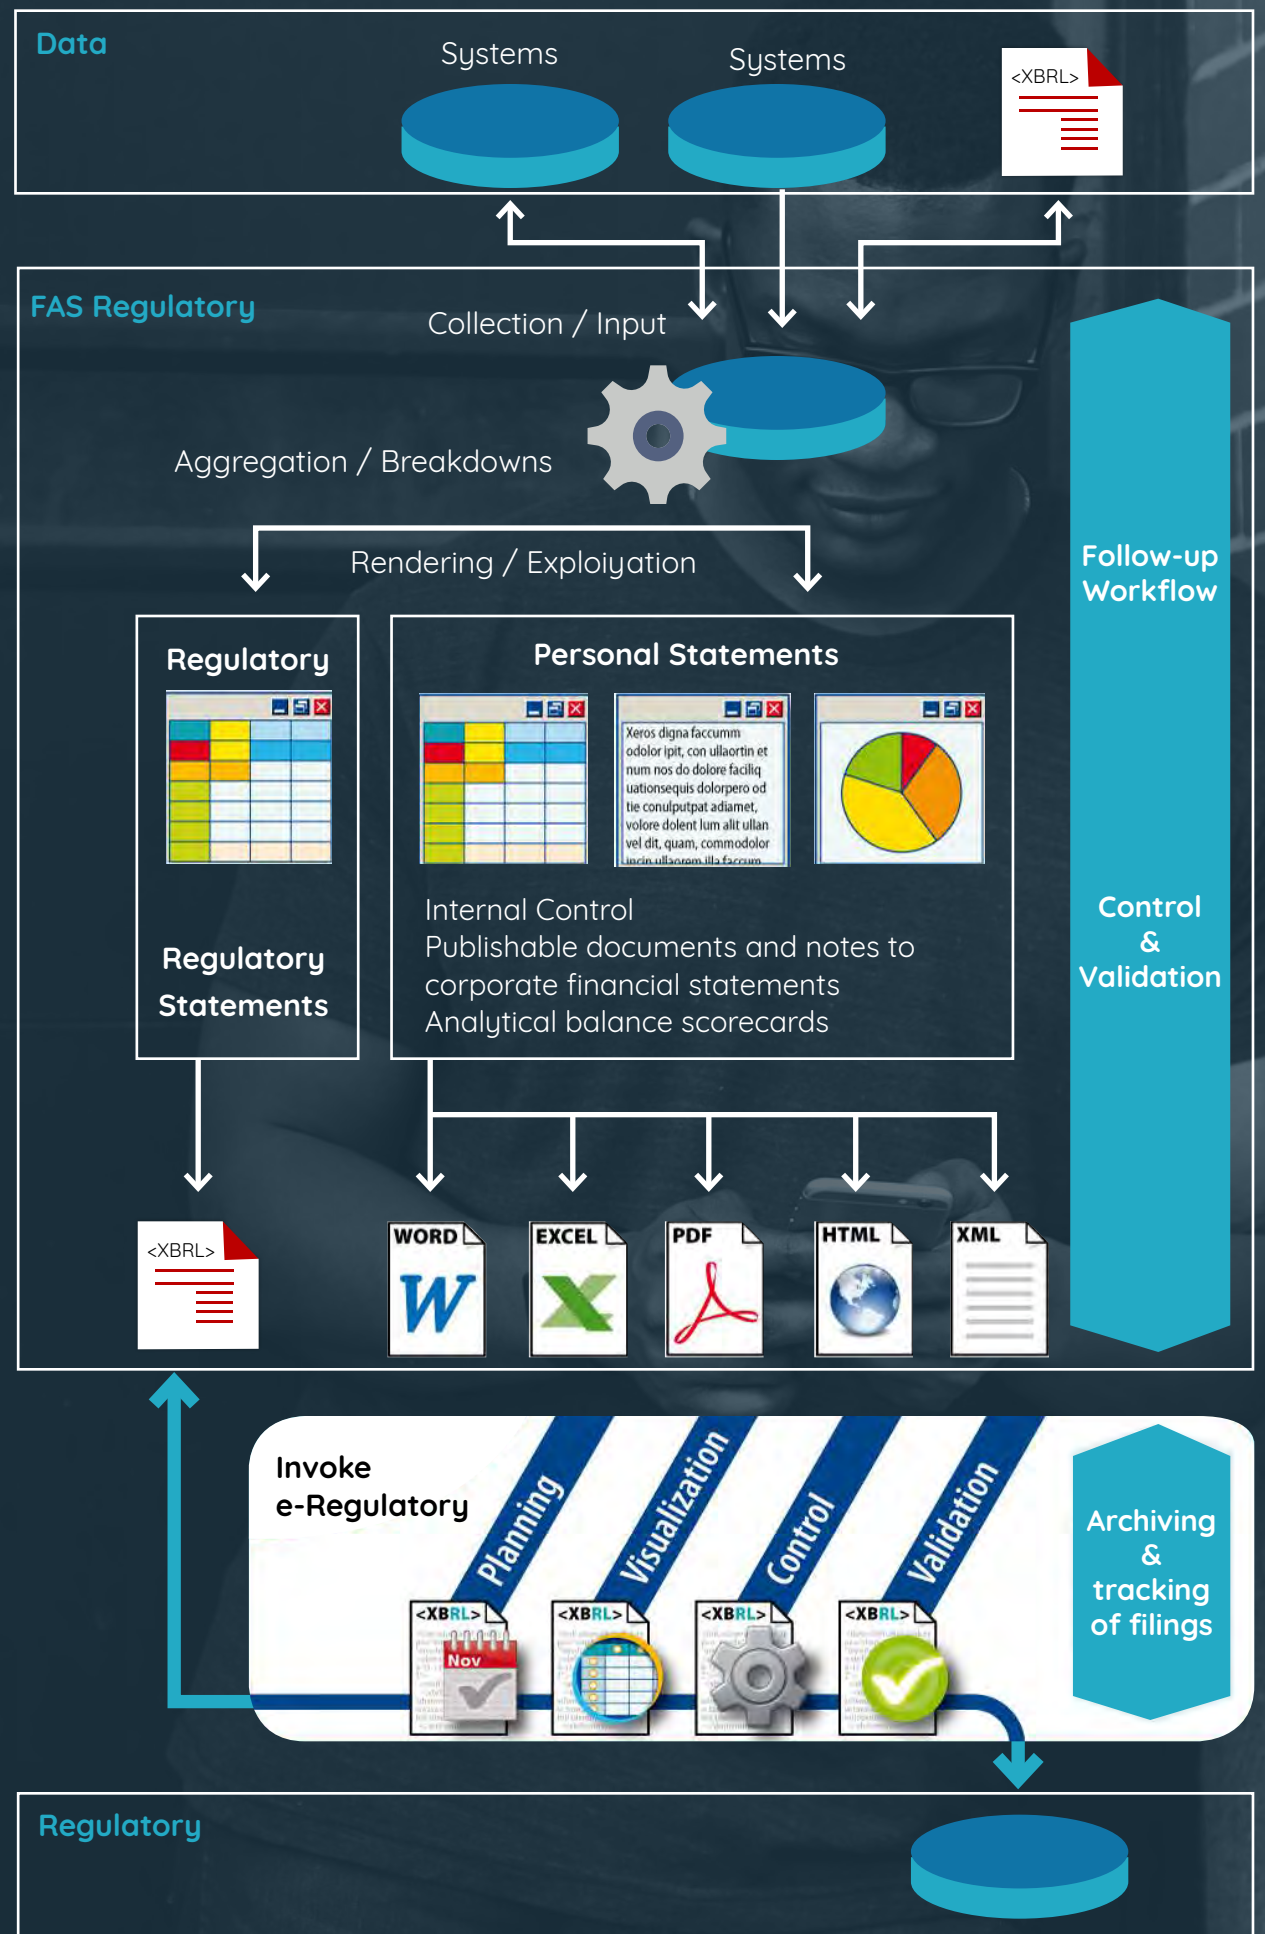 Data
Systems
Systems
<XBRL>
FAS Regulatory
Collection / Input
Aggregation / Breakdowns
Rendering / Exploiyation
Follow-up
Workflow
Control
&
Validation
Regulatory
Regulatory
Statements
Personal Statements
Xeros digna faccumm
odolor ipit, con ullaortin et
num nos do dolore faciliq
uationsequis dolorpero od
tie conulputpat adiamet,
volore dolent lum alit ullan
vel dit, quam, commodolor
incin ullaorem illa faccum
Internal Control
Publishable documents and notes to
corporate financial statements
Analytical balance scorecards
<XBRL>
WORD
W
EXCEL
X
PDF
HTML
XML
Invoke
e-Regulatory
Planning
Visualization
Control
Validation
<XBRL>
Nov
<XBRL>
<XBRL>
<XBRL>
Archiving
&
tracking
of filings
Regulatory